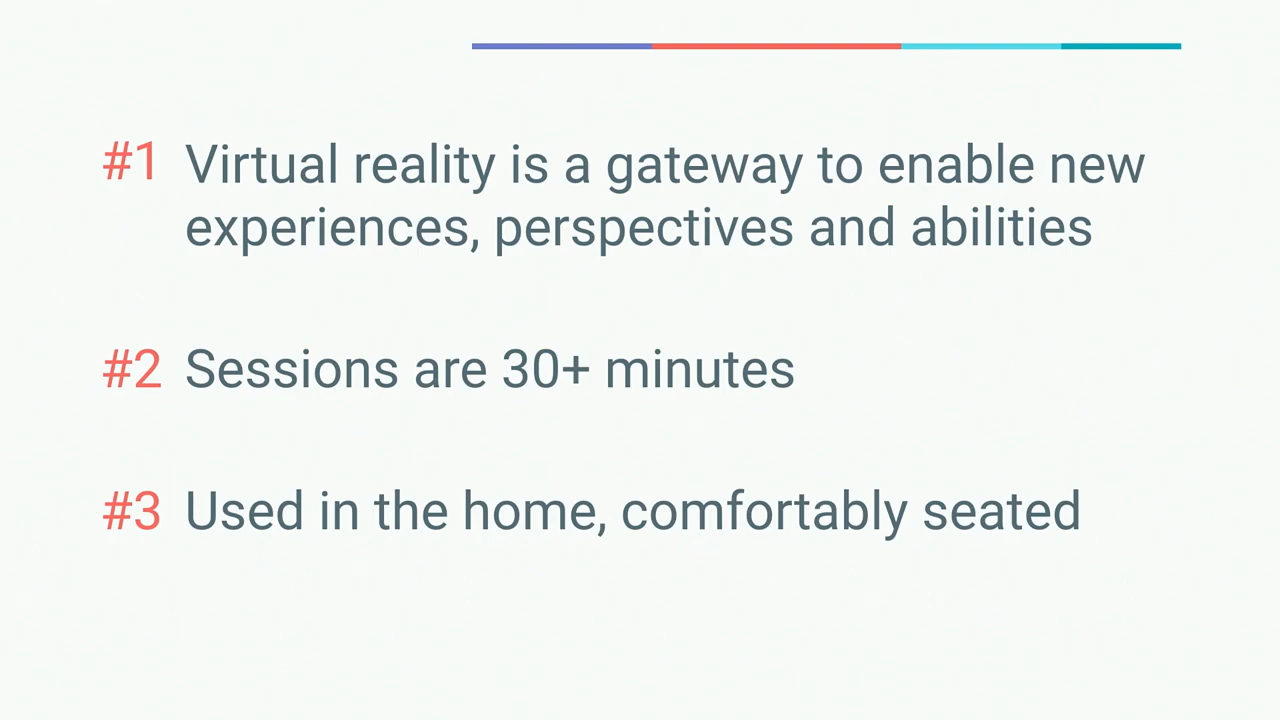 #1 Virtual reality is a gateway to enable new
experiences, perspectives and abilities
#2 Sessions are 30+ minutes
#3 Used in the home, comfortably seated